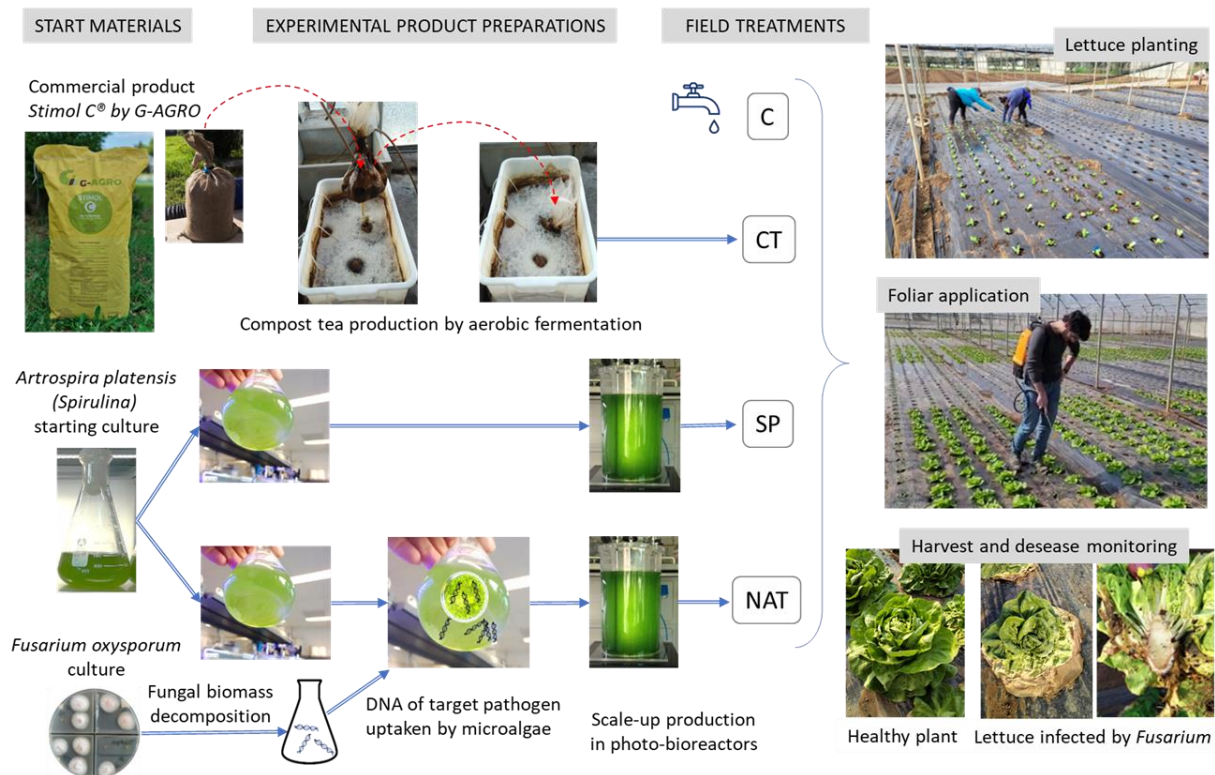 START MATERIALS
EXPERIMENTAL PRODUCT PREPARATIONS
FIELD TREATMENTS
Commercial product
Stimol C® by G-AGRO
G-AGRO
STIMOL
C
Compost tea production by aerobic fermentation
C
CT
SP
NAT
Artrospira platensis
(Spirulina)
starting culture
Fusarium oxysporum
culture
Fungal biomass
decomposition
DNA of target pathogen
uptaken by microalgae
Scale-up production
in photo-bioreactors
Lettuce planting
Foliar application
Harvest and desease monitoring
Healthy plant
Lettuce infected by Fusarium